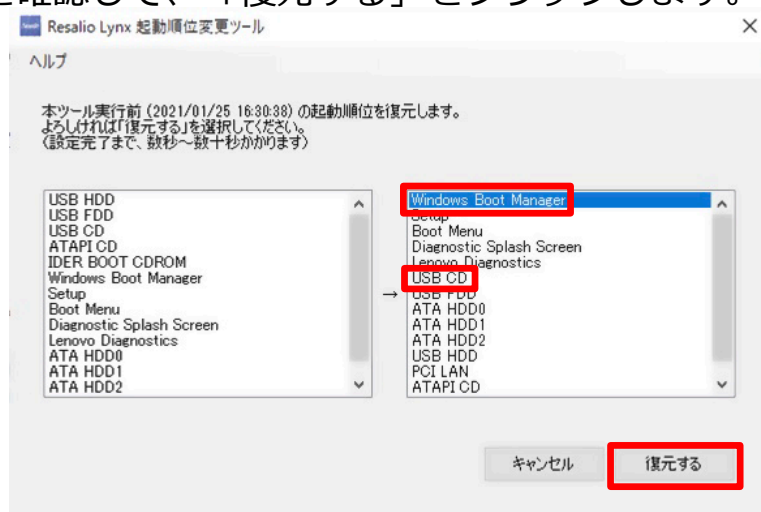 を確認して、「復元する」をクリックします。
Resalio Lynx 起動順位変更ツール
ヘルプ
本ツール実行前 (2021/01/25 16:30:38) の起動順位を復元します。
よろしければ「復元する」を選択してください。
(設定完了まで、数秒～数十秒かかります)
USB HDD
USB FDD
USB CD
ATAPI CD
IDER BOOT CDROM
Windows Boot Manager
Setup
Boot Menu
Diagnostic Splash Screen
Lenovo Diagnostics
ATA HDD0
ATA HDD1
ATA HDD2
→
Windows Boot Manager
Setup
Boot Menu
Diagnostic Splash Screen
Lenovo Diagnostics
USB CD
USB FDD
ATA HDD0
ATA HDD1
ATA HDD2
USB HDD
PCI LAN
ATAPI CD
キャンセル
復元する